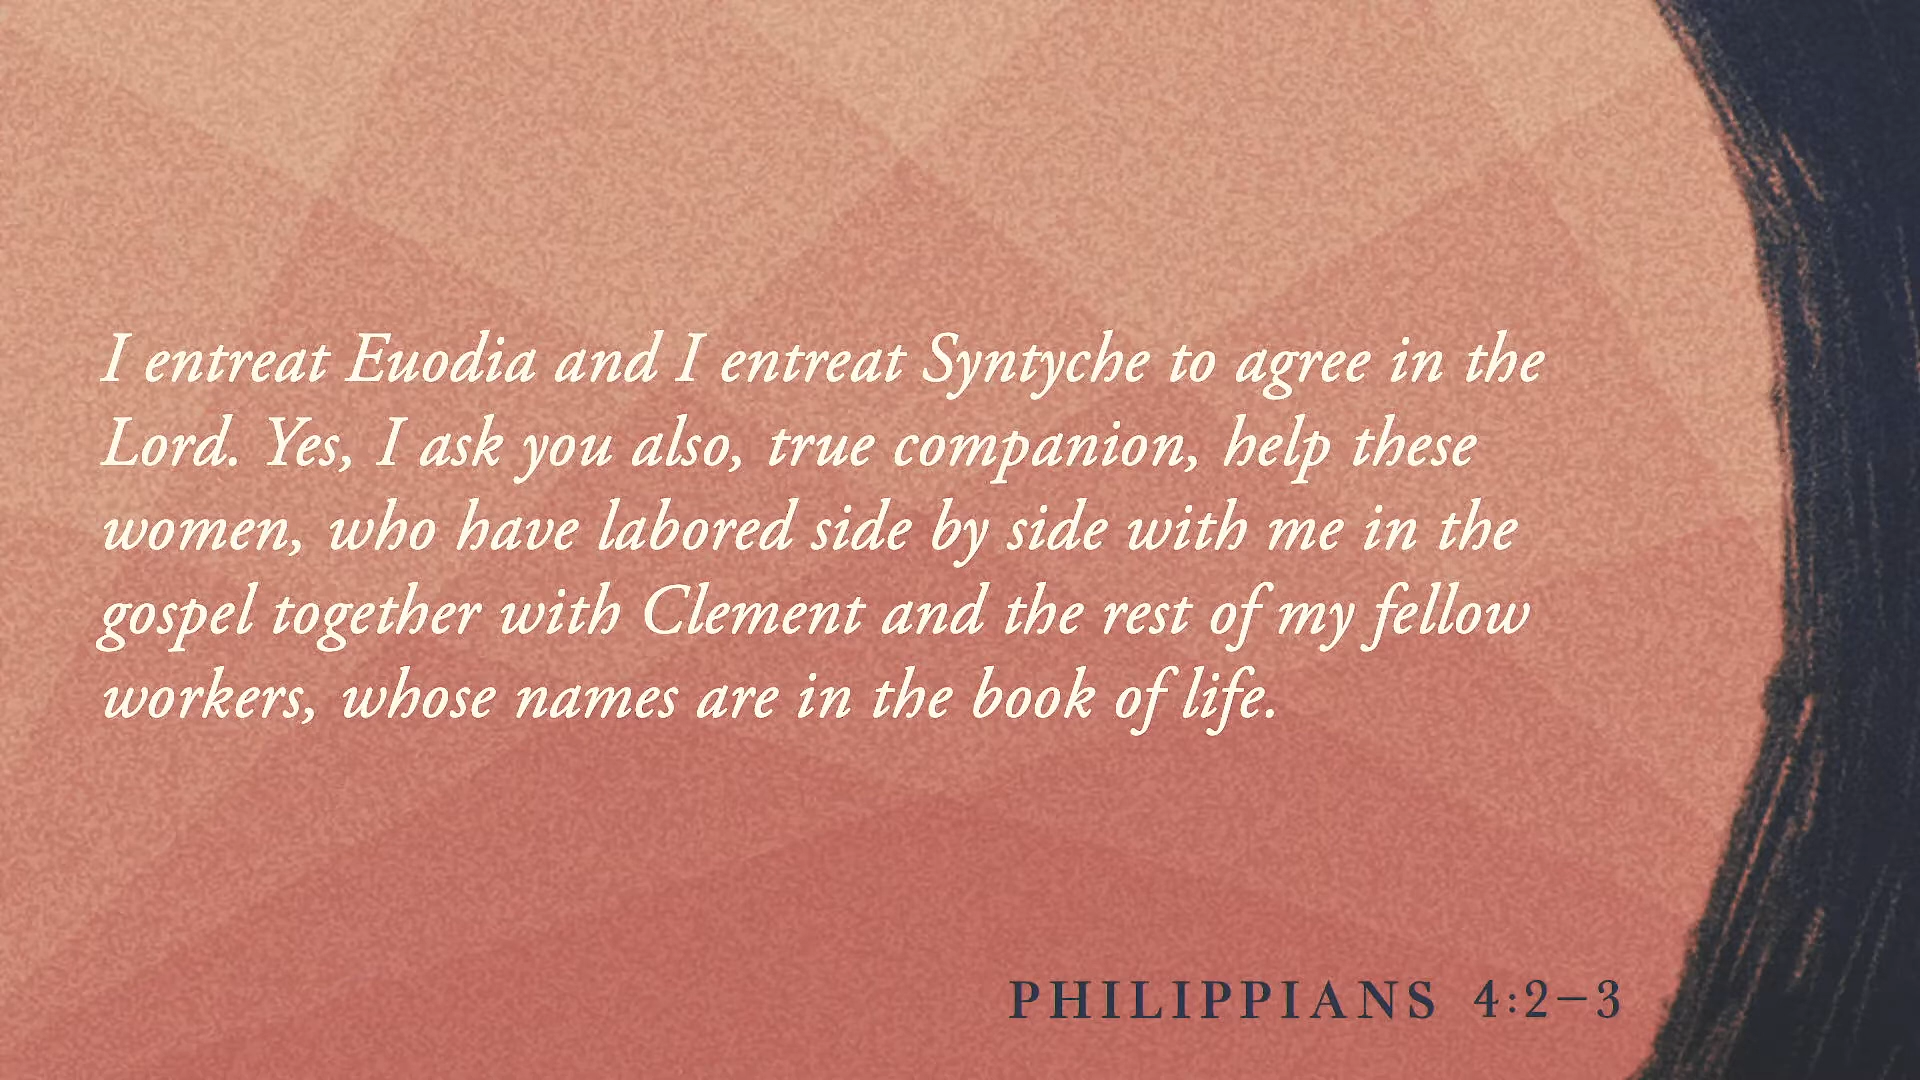 I entreat Euodia and I entreat Syntyche to agree in the
Lord. Yes, I ask you also, true companion, help these
women, who have labored side by side with me in the
gospel together with Clement and the rest of my fellow
workers, whose names are in the book of life.
PHILIPPIANS 4:2–3